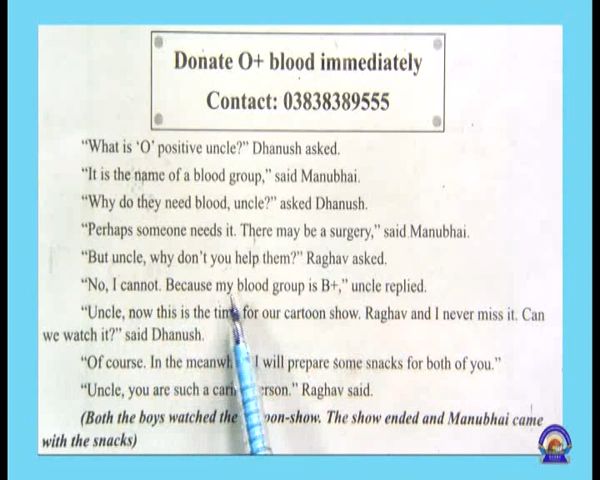 Donate O+ blood immediately
Contact: 03838389555
“What is ‘O’ positive uncle?” Dhanush asked.
“It is the name of a blood group,” said Manubhai.
“Why do they need blood, uncle?” asked Dhanush.
“Perhaps someone needs it. There may be a surgery,” said Manubhai.
“But uncle, why don’t you help them?” Raghav asked.
“No, I cannot. Because my blood group is B+,” uncle replied.
“Uncle, now this is the time for our cartoon show. Raghav and I never miss it. Can
we watch it?” said Dhanush.
“Of course. In the meanwh I will prepare some snacks for both of you.”
“Uncle, you are such a car erson.” Raghav said.
(Both the boys watched the oon-show. The show ended and Manubhai came
with the snacks)